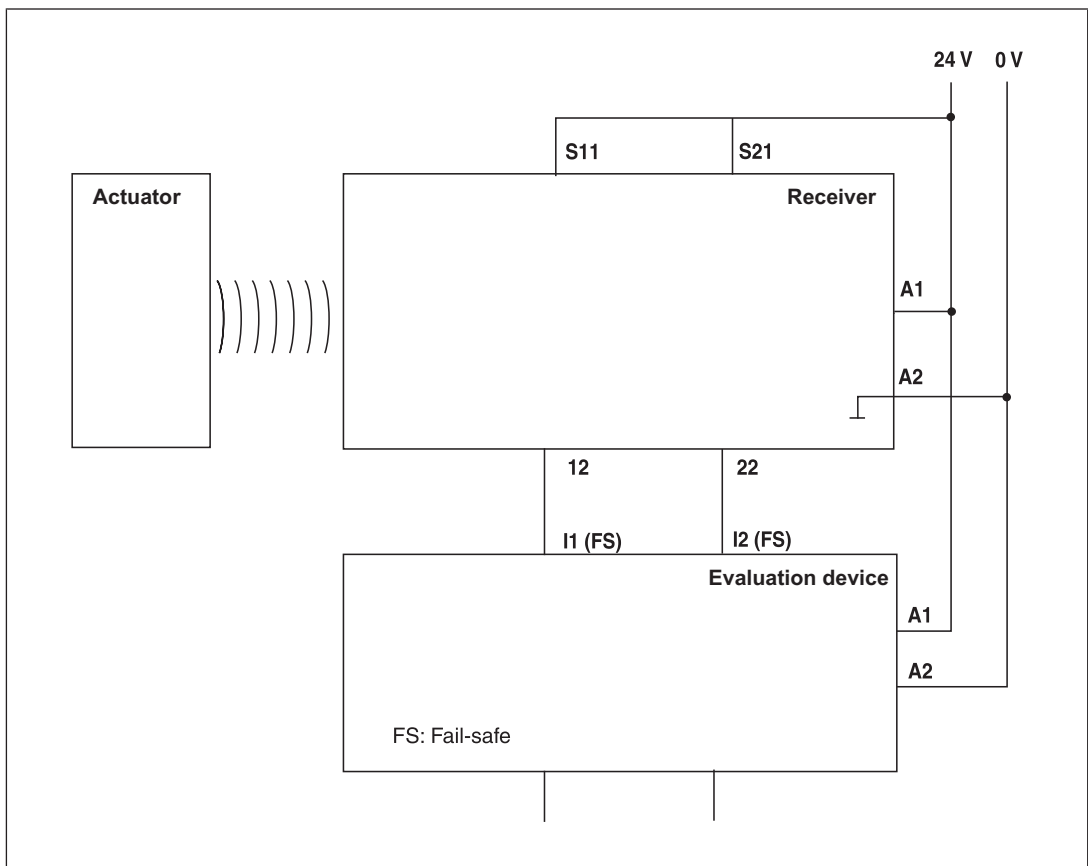 24 V 0 V
S11 S21
Actuator Receiver
A1
A2
12 22
I1 (FS) I2 (FS)
Evaluation device
A1
A2
FS: Fail-safe